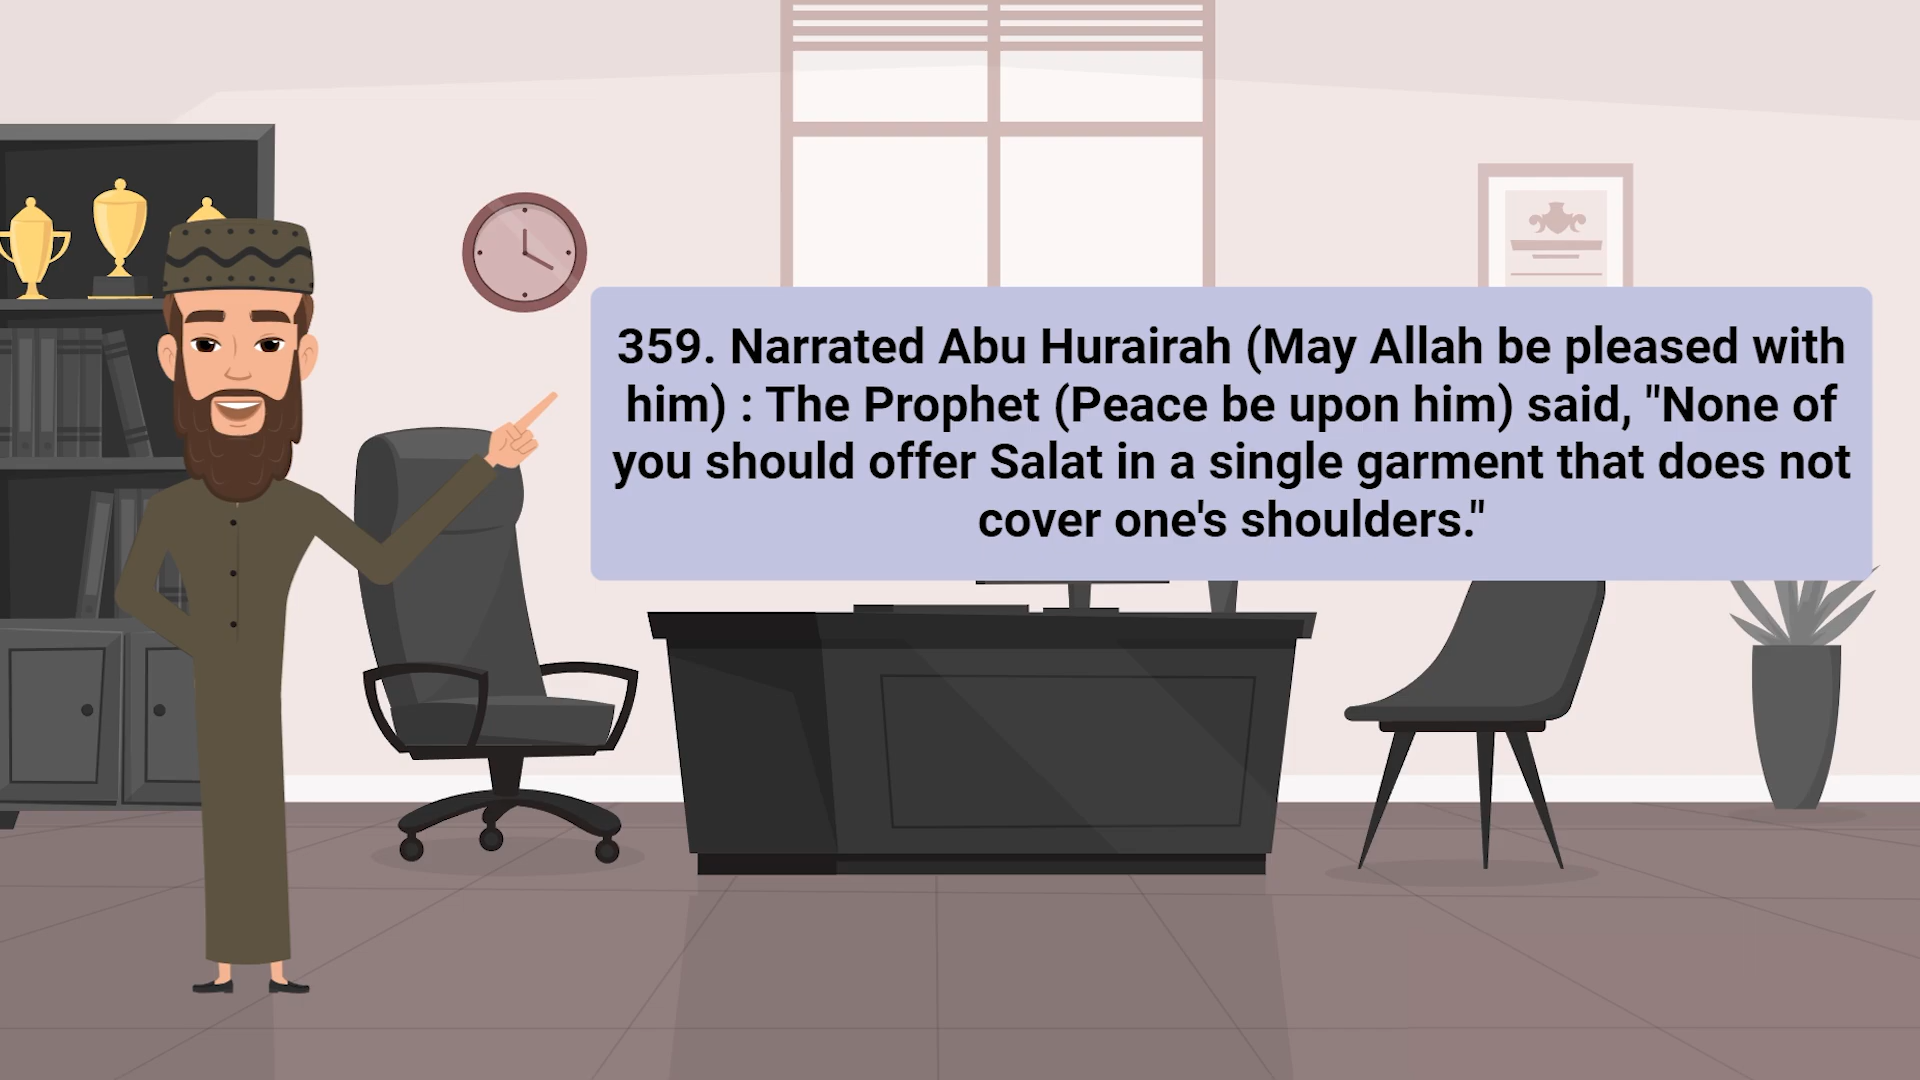 359. Narrated Abu Hurairah (May Allah be pleased with
him) : The Prophet (Peace be upon him) said, "None of
you should offer Salat in a single garment that does not
cover one's shoulders."